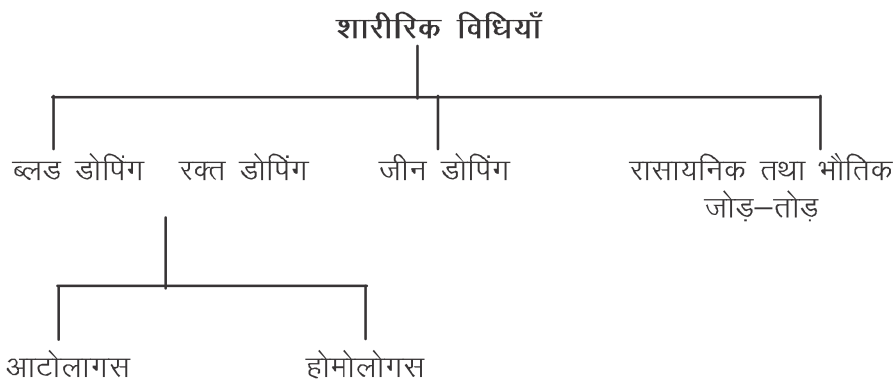 शारीरिक विधियाँ
ब्लड डोपिंग रक्त डोपिंग जीन डोपिंग रासायनिक तथा भौतिक
जोड़–तोड़
आटोलागस होमोलोगस